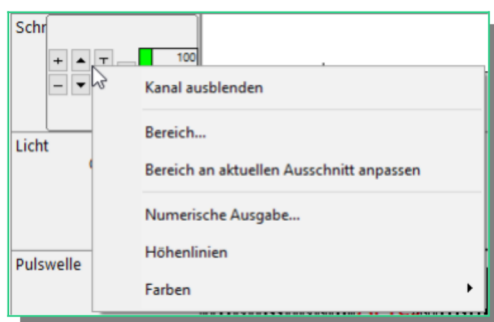 Schr
100
Kanal ausblenden
Bereich...
Licht
Bereich an aktuellen Ausschnitt anpassen
Numerische Ausgabe...
Höhenlinien
Pulswelle
Farben